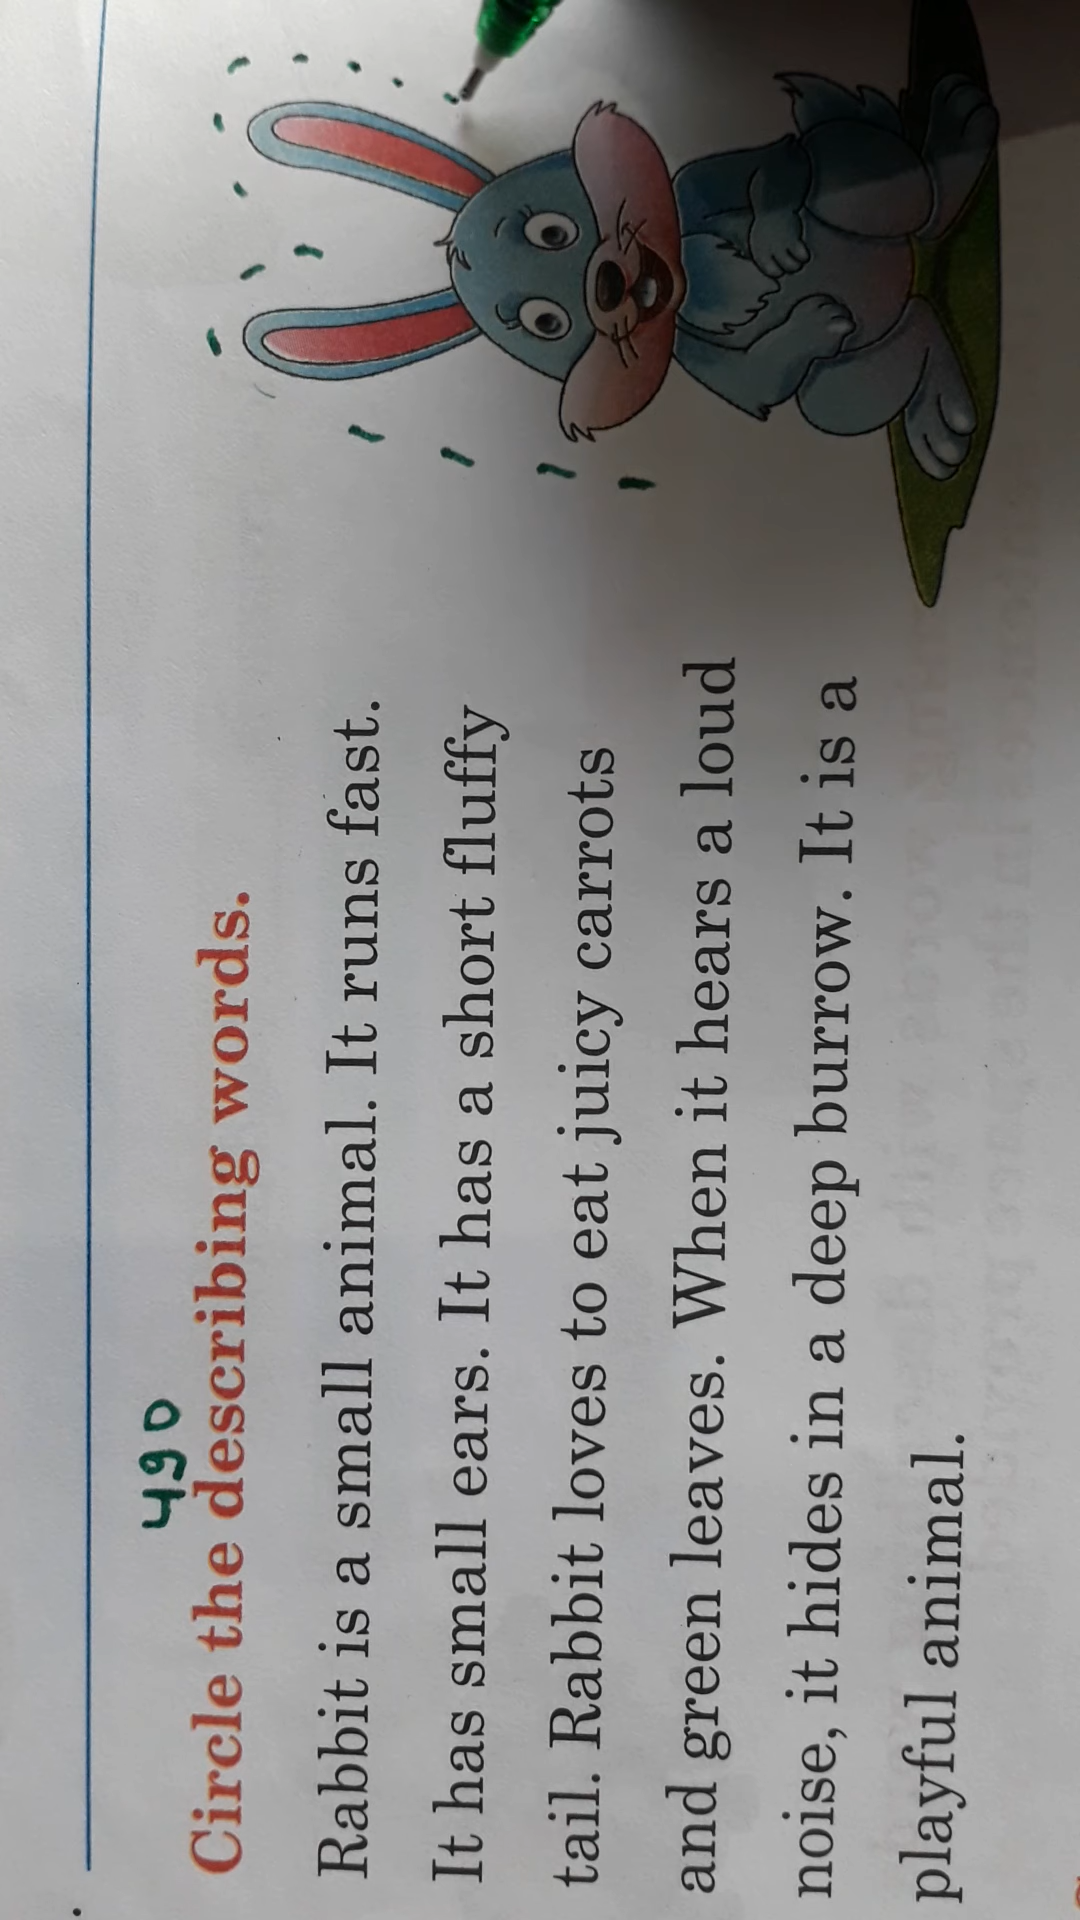 490
Circle the describing words.
Rabbit is a small animal. It runs fast.
It has small ears. It has a short fluffy
tail. Rabbit loves to eat juicy carrots
and green leaves. When it hears a loud
noise, it hides in a deep burrow. It is a
playful animal.